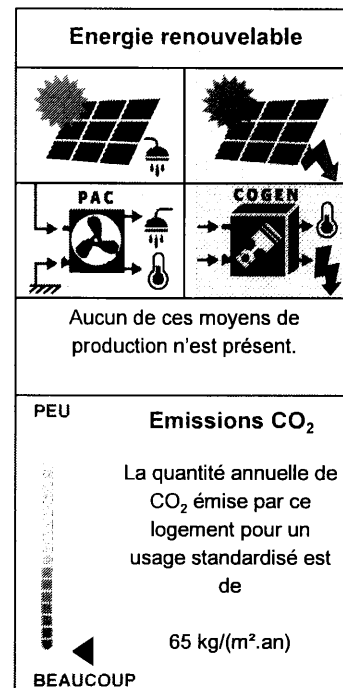 Energie renouvelable
PAC
COGEN
Aucun de ces moyens de
production n'est présent.
PEU
Emissions CO₂
La quantité annuelle de
CO₂ émise par ce
logement pour un
usage standardisé est
de
65 kg/(m².an)
BEAUCOUP